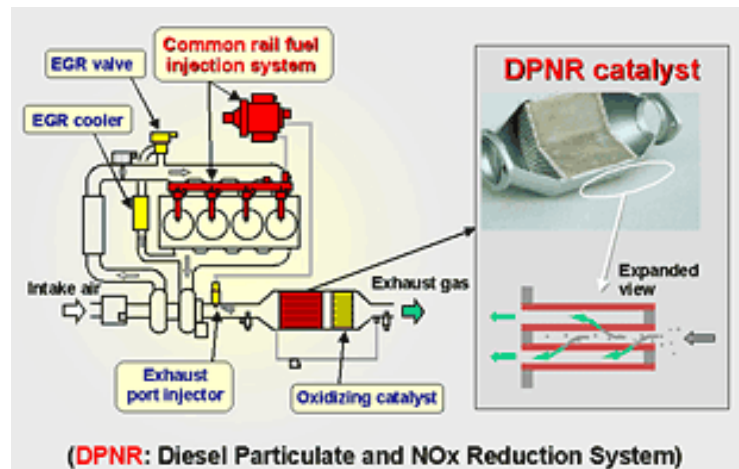 Common rail fuel
injection system
EGR valve
EGR cooler
DPNR catalyst
Intake air
Exhaust gas
Expanded
view
Exhaust
port injector
Oxidizing catalyst
(DPNR: Diesel Particulate and NOx Reduction System)